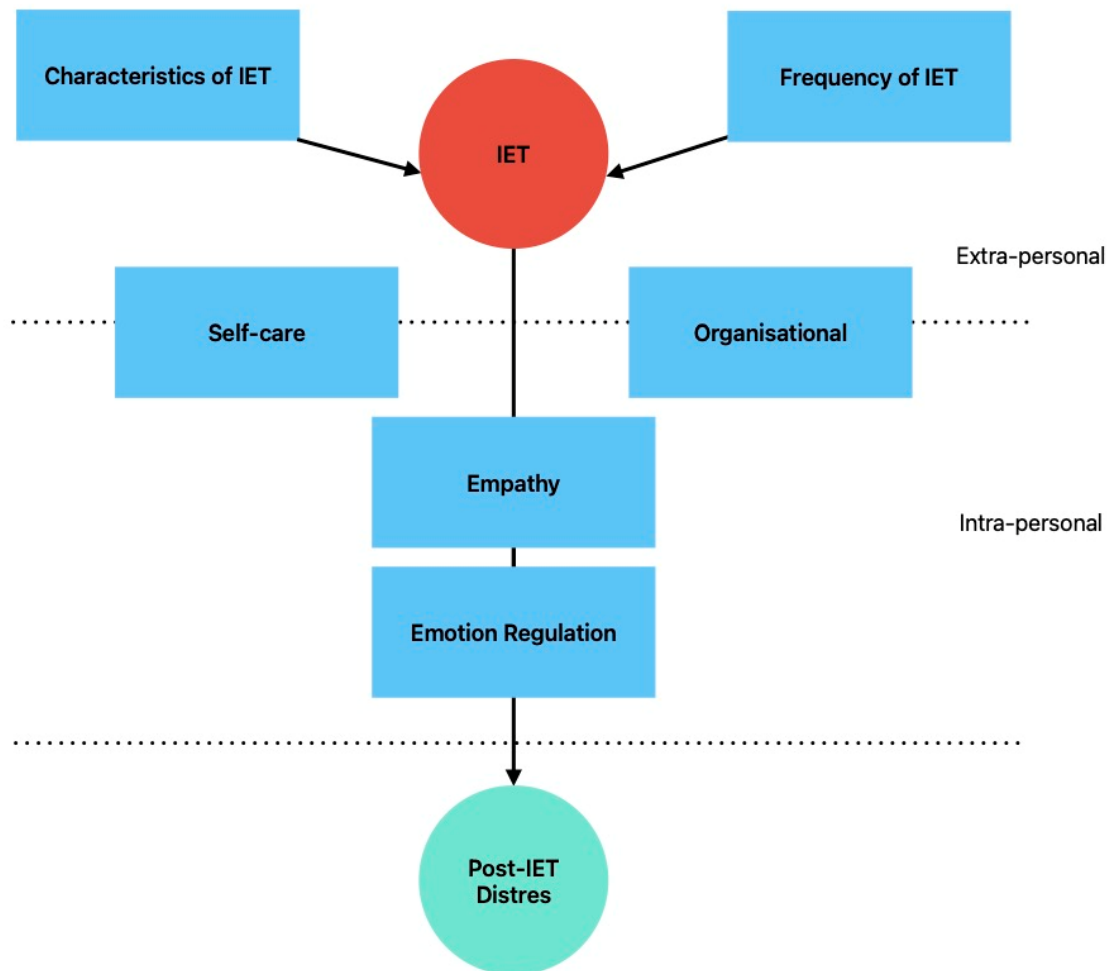 Characteristics of IET
Frequency of IET
IET
Extra-personal
Self-care
Organisational
Empathy
Intra-personal
Emotion Regulation
Post-IET
Distres